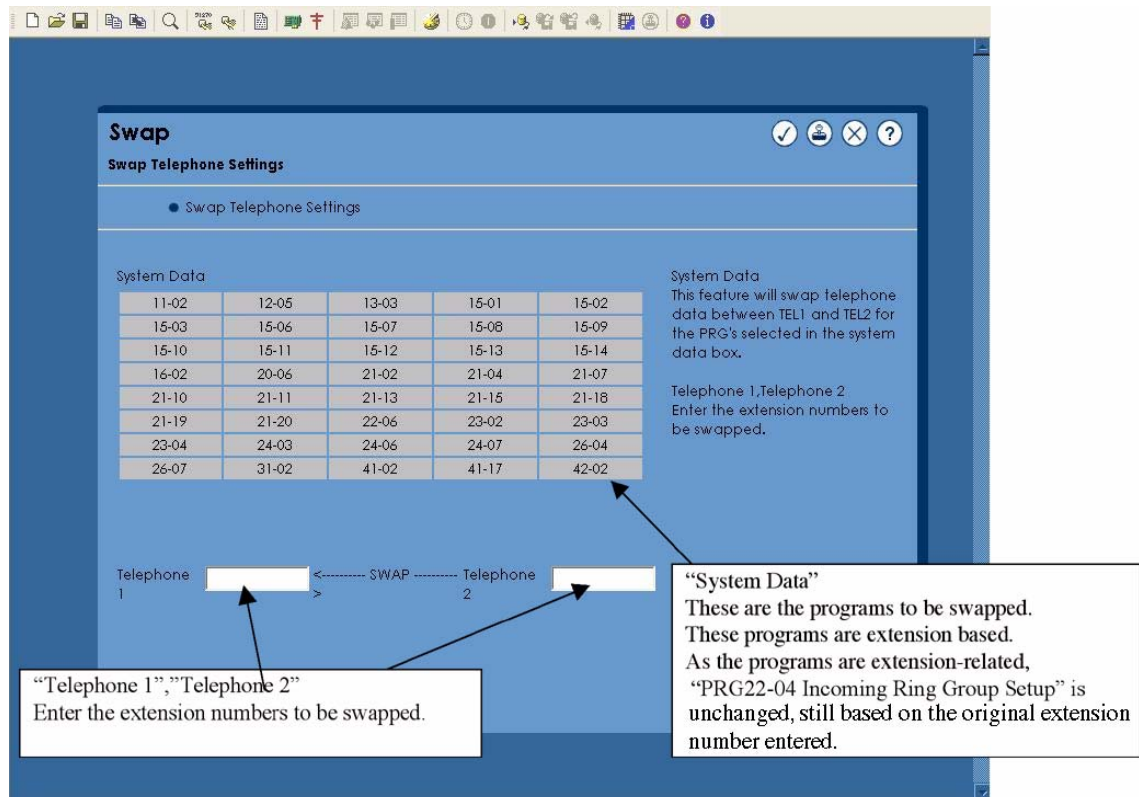 Swap
Swap Telephone Settings
Swap Telephone Settings
System Data
11-02 12-05 13-03 15-01 15-02
15-03 15-06 15-07 15-08 15-09
15-10 15-11 15-12 15-13 15-14
16-02 20-06 21-02 21-04 21-07
21-10 21-11 21-13 21-15 21-18
21-19 21-20 22-06 23-02 23-03
23-04 24-03 24-06 24-07 26-04
26-07 31-02 41-02 41-17 42-02
System Data
This feature will swap telephone
data between TEL1 and TEL2 for
the PRG's selected in the system
data box.
Telephone 1,Telephone 2
Enter the extension numbers to
be swapped.
Telephone 1 <---------- SWAP ----------> Telephone 2
“Telephone 1”,”Telephone 2”
Enter the extension numbers to be swapped.
“System Data”
These are the programs to be swapped.
These programs are extension based.
As the programs are extension-related,
“PRG22-04 Incoming Ring Group Setup” is
unchanged, still based on the original extension
number entered.